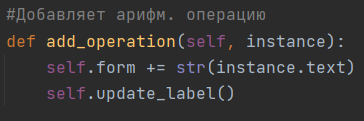 #Добавляет арифм. операцию
def add_operation(self, instance):
    self.form += str(instance.text)
    self.update_label()